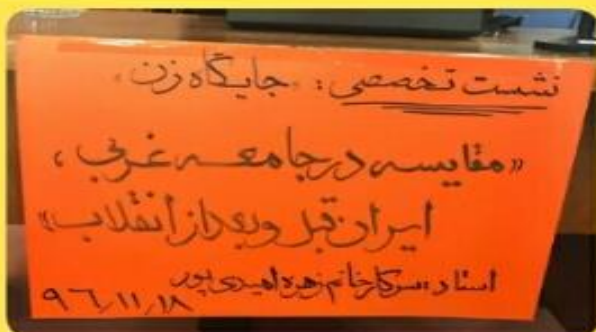 نشست تخصصی: «جایگاه زن»
«مقایسه در جامعه غربی،
ایران قبل و بعد از انقلاب»
استاد: سرکار خانم زهره امیدی پور
۹۶،۱۱،۱۸